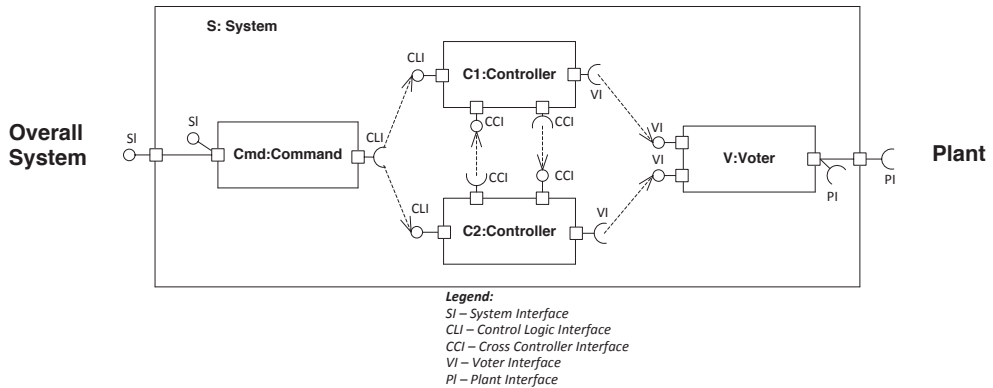 S: System
CLI
C1:Controller
VI
Overall
System
SI
SI
Cmd:Command
CLI
CCI
CCI
VI
VI
V:Voter
PI
PI
Plant
CCI
CCI
CLI
C2:Controller
VI
Legend:
SI – System Interface
CLI – Control Logic Interface
CCI – Cross Controller Interface
VI – Voter Interface
PI – Plant Interface